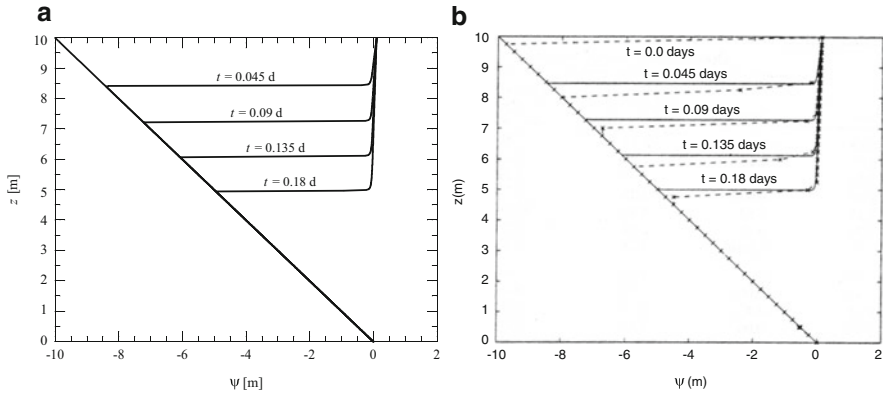 a
10
9
8
7
6
5
4
3
2
1
0
z [m]
t = 0.045 d
t = 0.09 d
t = 0.135 d
t = 0.18 d
-10 -8 -6 -4 -2 0 2
ψ [m]
b
10
9
8
7
6
5
4
3
2
1
0
z(m)
t = 0.0 days
t = 0.045 days
t = 0.09 days
t = 0.135 days
t = 0.18 days
-10 -8 -6 -4 -2 0 2
ψ (m)